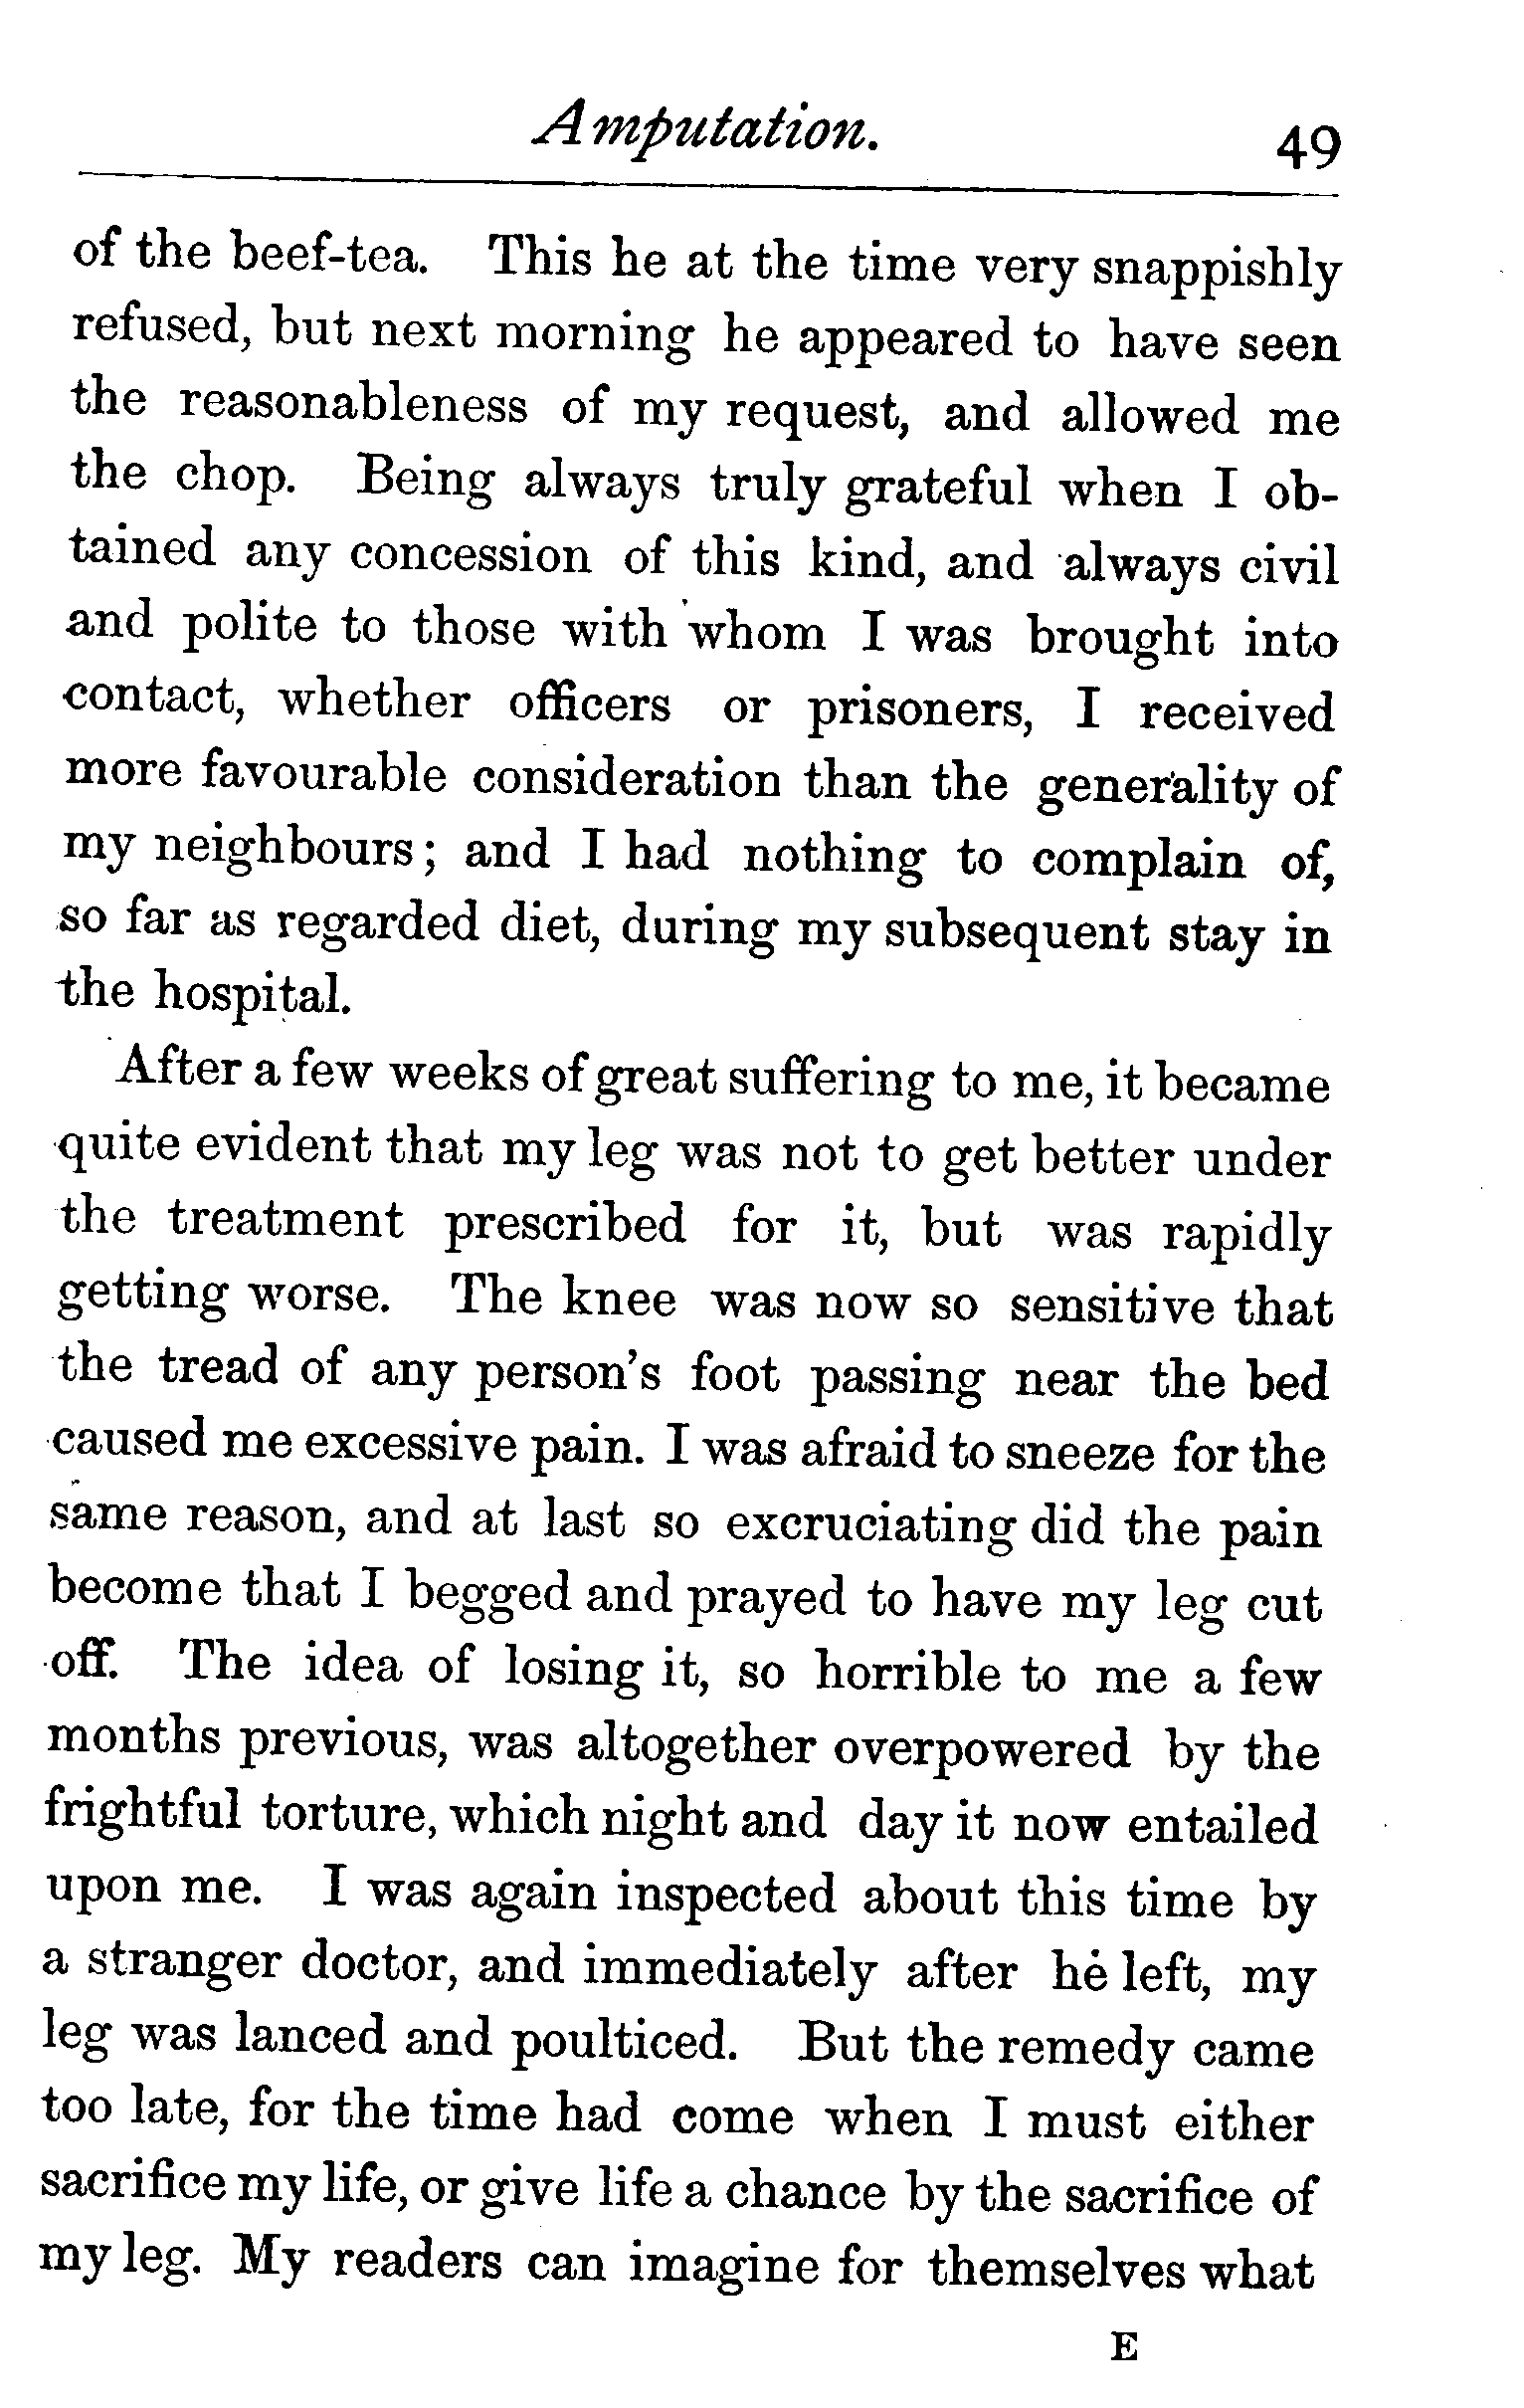 Amputation. 49
of the beef-tea. This he at the time very snappishly
refused, but next morning he appeared to have seen
the reasonableness of my request, and allowed me
the chop. Being always truly grateful when I ob-
tained any concession of this kind, and always civil
and polite to those with whom I was brought into
contact, whether officers or prisoners, I received
more favourable consideration than the generality of
my neighbours; and I had nothing to complain of,
so far as regarded diet, during my subsequent stay in
the hospital.
After a few weeks of great suffering to me, it became
quite evident that my leg was not to get better under
the treatment prescribed for it, but was rapidly
getting worse. The knee was now so sensitive that
the tread of any person's foot passing near the bed
caused me excessive pain. I was afraid to sneeze for the
same reason, and at last so excruciating did the pain
become that I begged and prayed to have my leg cut
off. The idea of losing it, so horrible to me a few
months previous, was altogether overpowered by the
frightful torture, which night and day it now entailed
upon me. I was again inspected about this time by
a stranger doctor, and immediately after he left, my
leg was lanced and poulticed. But the remedy came
too late, for the time had come when I must either
sacrifice my life, or give life a chance by the sacrifice of
my leg. My readers can imagine for themselves what
E